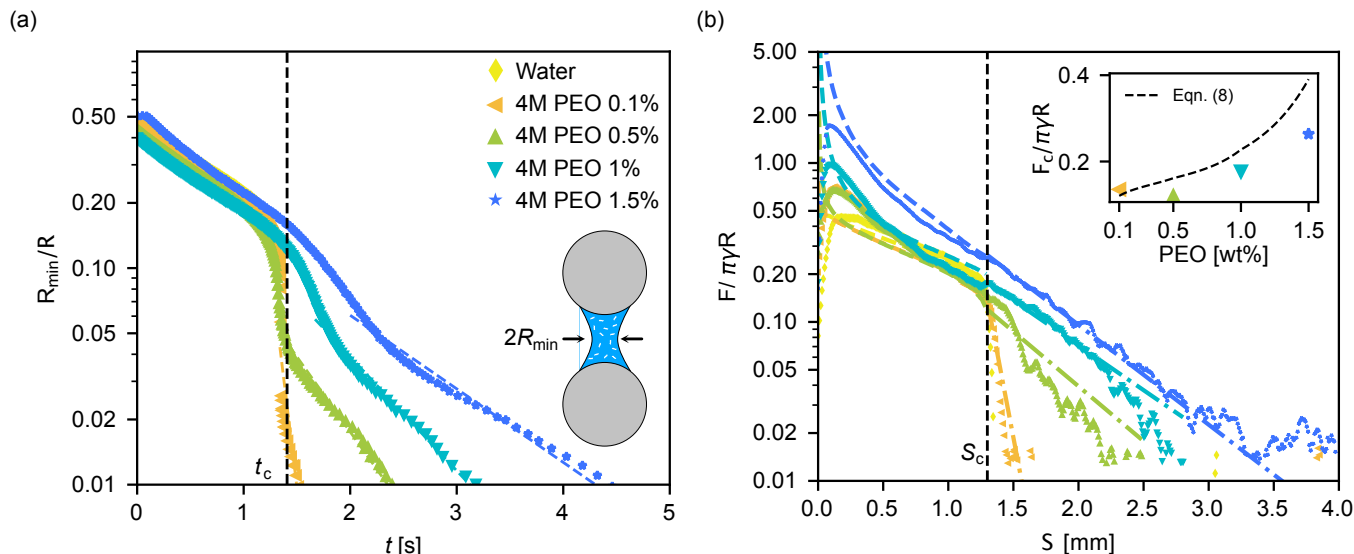 (a)
R_min/R
0.50
0.20
0.10
0.05
0.02
0.01
0
1
2
3
4
5
t [s]
t_c
Water
4M PEO 0.1%
4M PEO 0.5%
4M PEO 1%
4M PEO 1.5%
2R_min
(b)
F/πγR
5.00
2.00
1.00
0.50
0.20
0.10
0.05
0.02
0.01
0.0
0.5
1.0
1.5
2.0
2.5
3.0
3.5
4.0
S [mm]
S_c
F_c/πγR
0.4
0.2
Eqn. (8)
0.1
0.5
1.0
1.5
PEO [wt%]